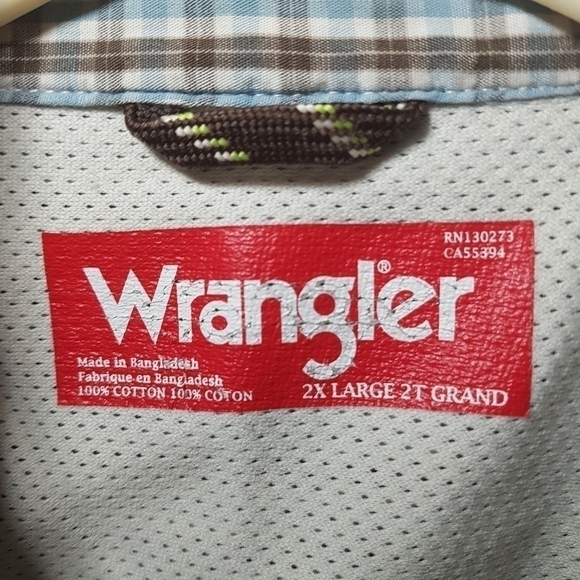 RN130273
CA55394
Wrangler®
Made in Bangladesh
Fabrique en Bangladesh
100% COTTON 100% COTON
2X LARGE 2T GRAND